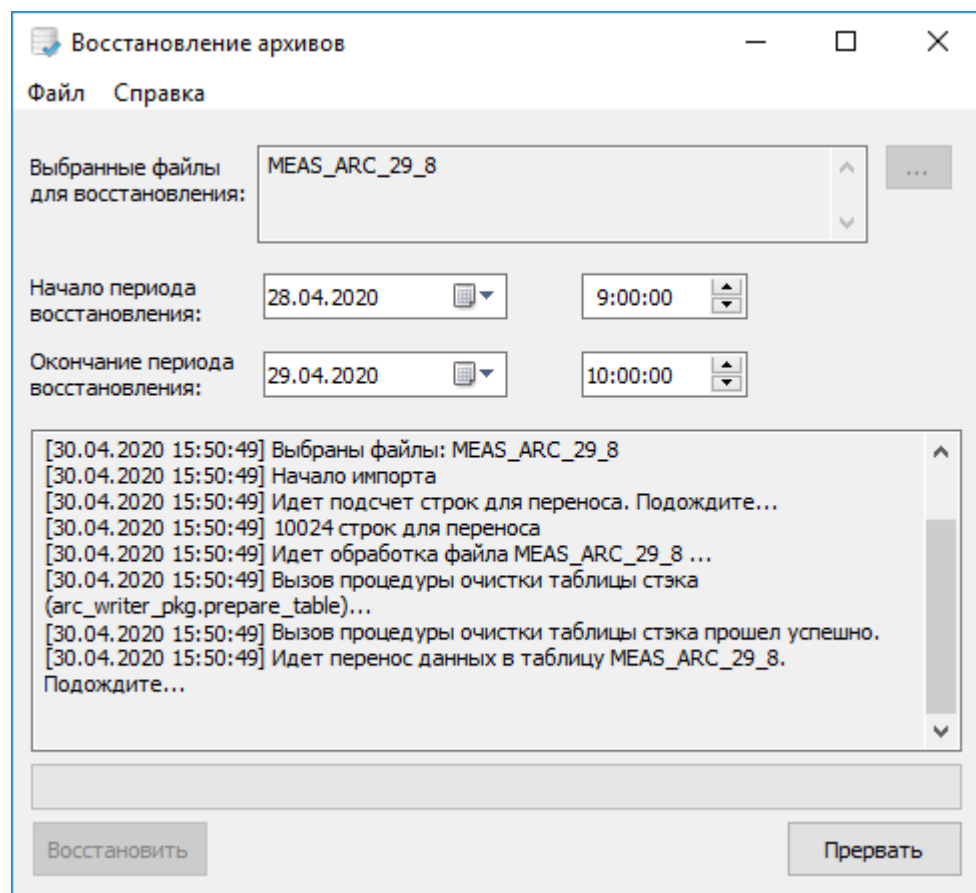 Восстановление архивов
Файл Справка
Выбранные файлы
для восстановления:
MEAS_ARC_29_8
...
Начало периода
восстановления:
28.04.2020
9:00:00
Окончание периода
восстановления:
29.04.2020
10:00:00
[30.04.2020 15:50:49] Выбраны файлы: MEAS_ARC_29_8
[30.04.2020 15:50:49] Начало импорта
[30.04.2020 15:50:49] Идет подсчет строк для переноса. Подождите...
[30.04.2020 15:50:49] 10024 строк для переноса
[30.04.2020 15:50:49] Идет обработка файла MEAS_ARC_29_8 ...
[30.04.2020 15:50:49] Вызов процедуры очистки таблицы стэка
(arc_writer_pkg.prepare_table)...
[30.04.2020 15:50:49] Вызов процедуры очистки таблицы стэка прошел успешно.
[30.04.2020 15:50:49] Идет перенос данных в таблицу MEAS_ARC_29_8.
Подождите...
Восстановить
Прервать